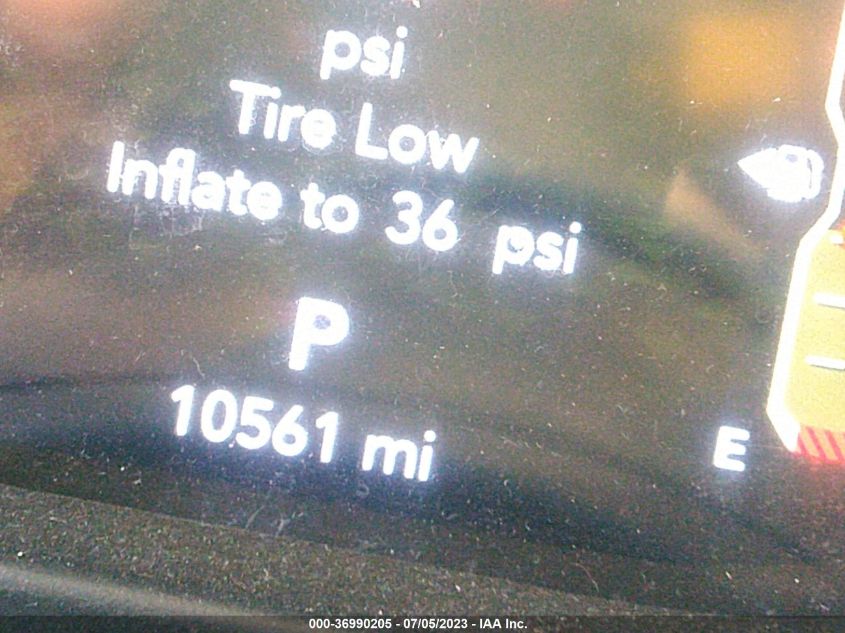 psi
Tire Low
Inflate to 36 psi
P
10561 mi
E
000-36990205 - 07/05/2023 - IAA Inc.